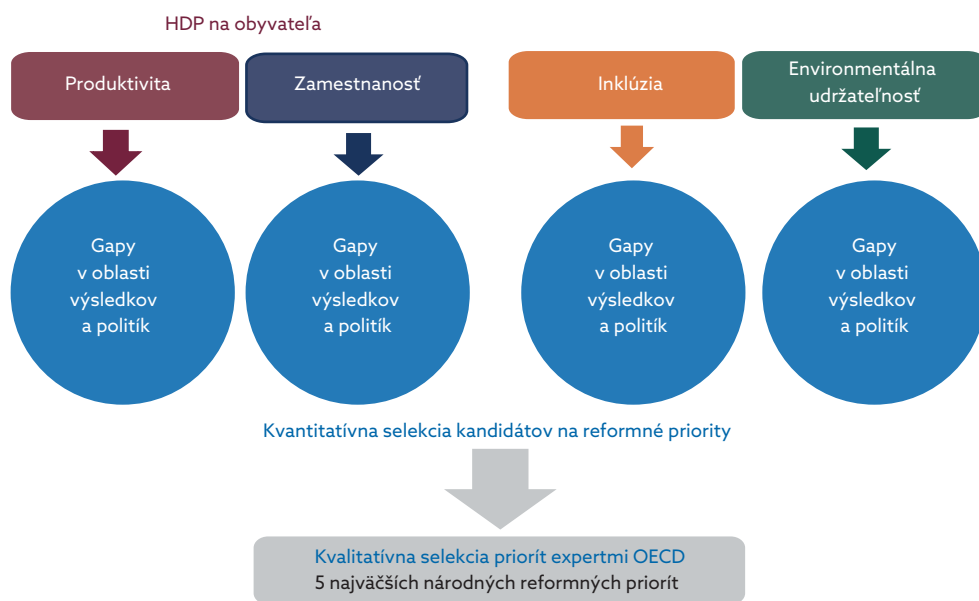 HDP na obyvateľa
Produktivita
Zamestnanosť
Inklúzia
Environmentálna
udržateľnosť
Gapy
v oblasti
výsledkov
a politík
Gapy
v oblasti
výsledkov
a politík
Gapy
v oblasti
výsledkov
a politík
Gapy
v oblasti
výsledkov
a politík
Kvantitatívna selekcia kandidátov na reformné priority
Kvalitatívna selekcia priorít expertmi OECD
5 najväčších národných reformných priorít